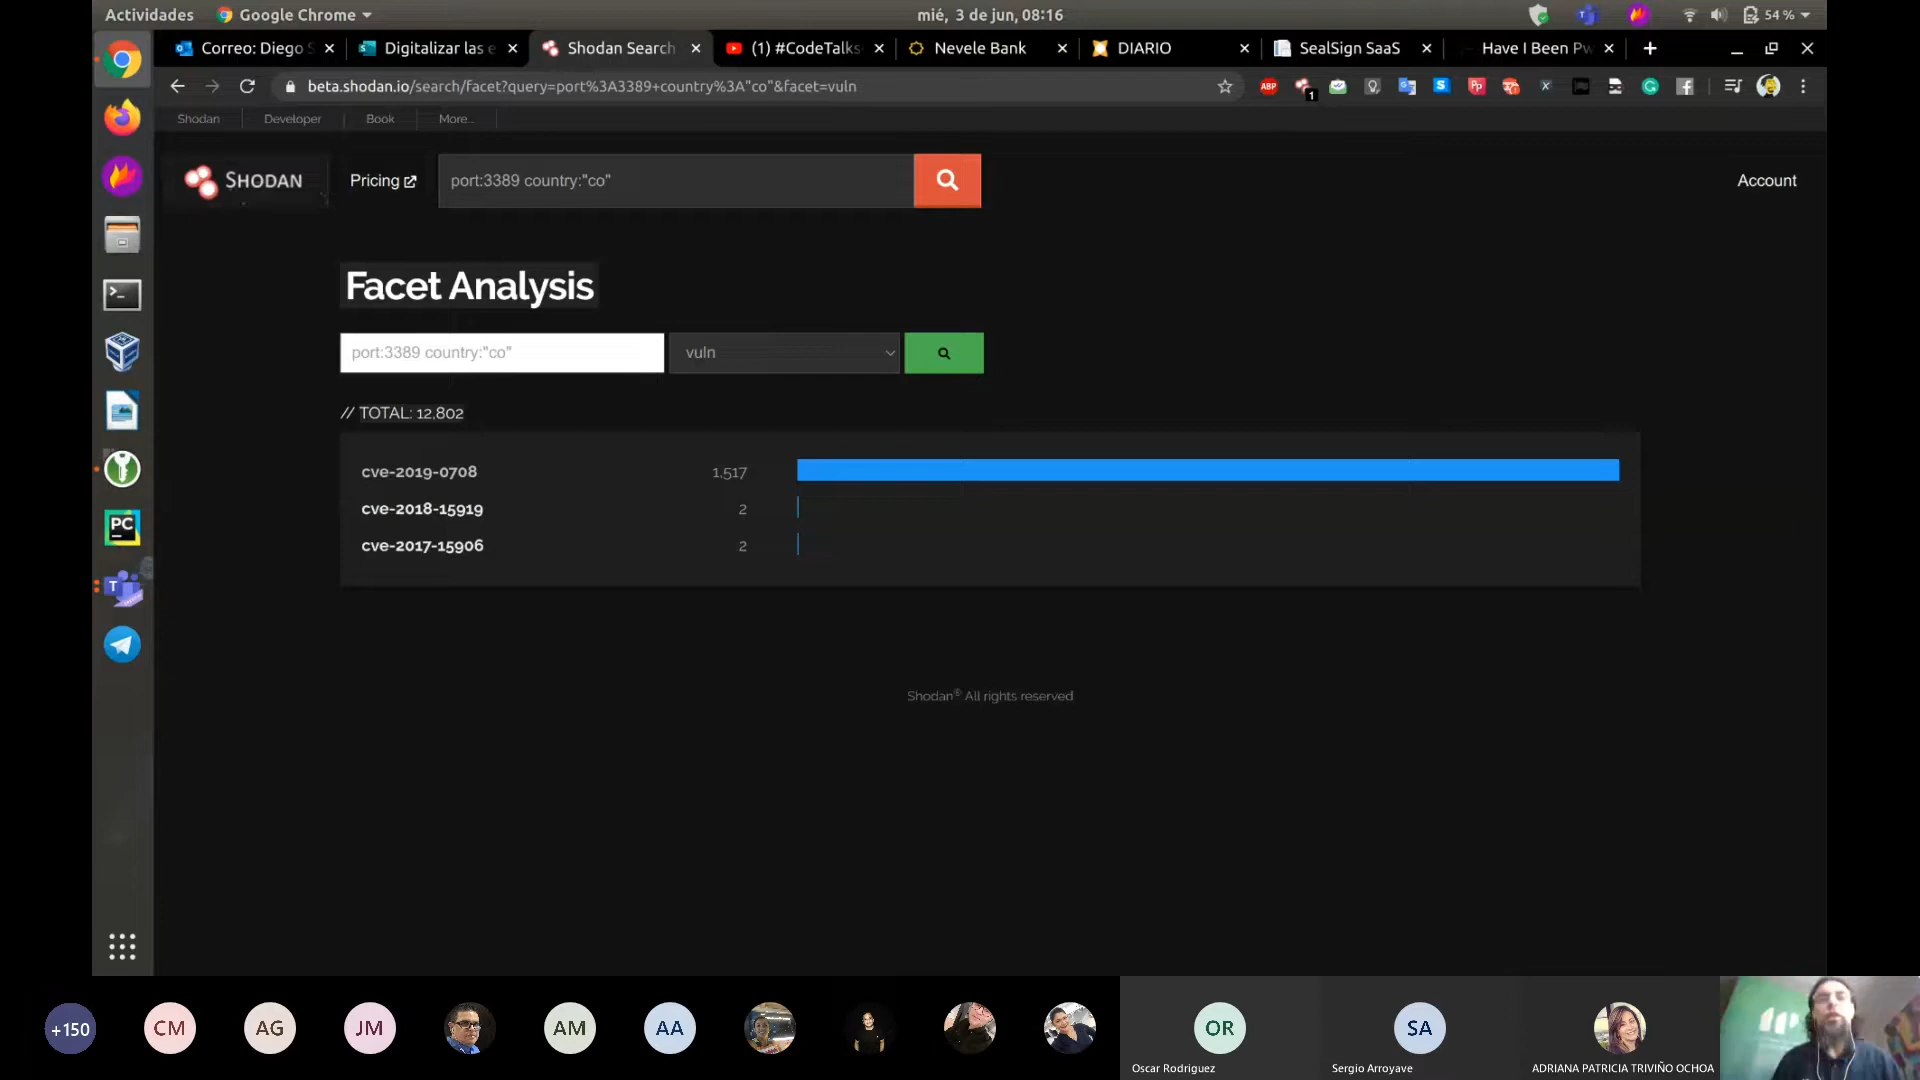 Actividades
Google Chrome
mié, 3 de jun, 08:16
54 %
Correo: Diego S
Digitalizar las e
Shodan Search
(1) #CodeTalks
Nevele Bank
DIARIO
SealSign SaaS
Have I Been Pw
beta.shodan.io/search/facet?query=port%3A3389+country%3A"co"&facet=vuln
ABP
1
Shodan
Developer
Book
More...
SHODAN
Pricing
port:3389 country:"co"
Account
Facet Analysis
port:3389 country:"co"
vuln
// TOTAL: 12,802
cve-2019-0708
1,517
cve-2018-15919
2
cve-2017-15906
2
Shodan® All rights reserved
PC
T
+150
CM
AG
JM
AM
AA
OR
SA
Oscar Rodriguez
Sergio Arroyave
ADRIANA PATRICIA TRIVIÑO OCHOA